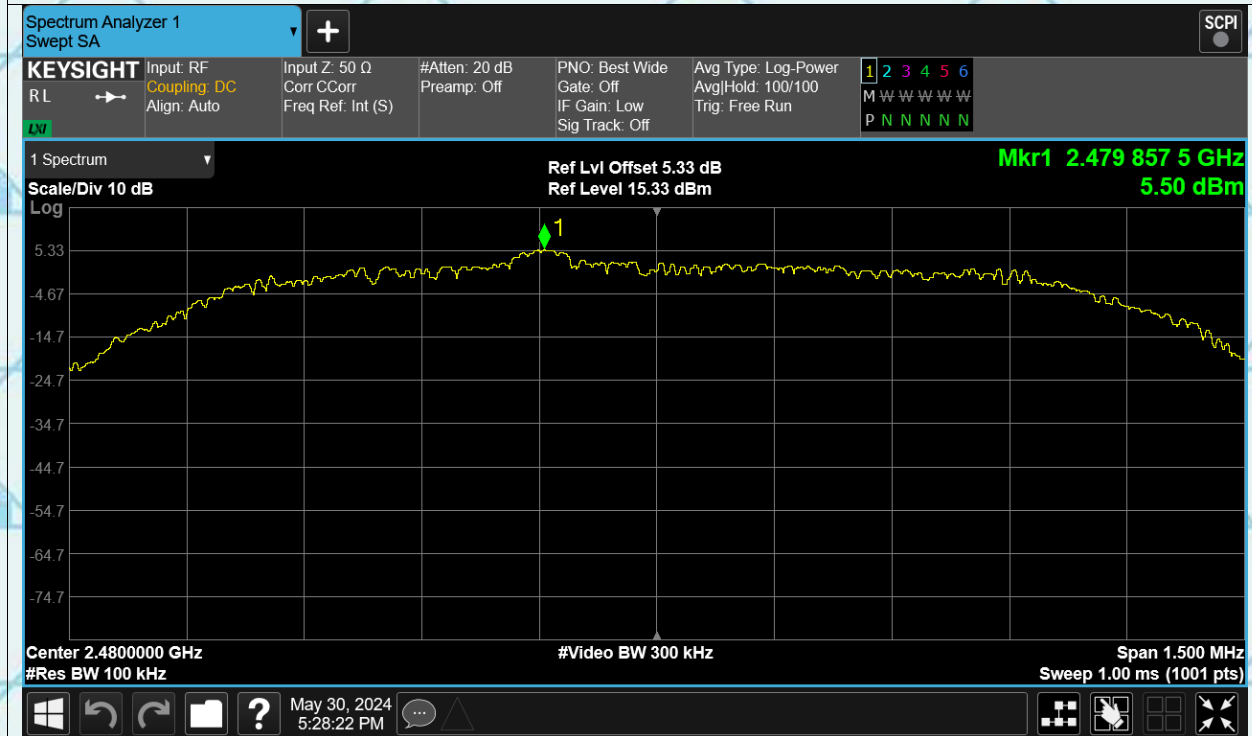 Spectrum Analyzer 1
Swept SA
SCPI
KEYSIGHT
R L
LXI
Input: RF
Coupling: DC
Align: Auto
Input Z: 50 Ω
Corr CCorr
Freq Ref: Int (S)
#Atten: 20 dB
Preamp: Off
PNO: Best Wide
Gate: Off
IF Gain: Low
Sig Track: Off
Avg Type: Log-Power
Avg|Hold: 100/100
Trig: Free Run
1 2 3 4 5 6
M W W W W W
P N N N N N
1 Spectrum
Scale/Div 10 dB
Ref Lvl Offset 5.33 dB
Ref Level 15.33 dBm
Mkr1 2.479 857 5 GHz
5.50 dBm
Log
1
5.33
-4.67
-14.7
-24.7
-34.7
-44.7
-54.7
-64.7
-74.7
Center 2.4800000 GHz
#Res BW 100 kHz
#Video BW 300 kHz
Span 1.500 MHz
Sweep 1.00 ms (1001 pts)
?
May 30, 2024
5:28:22 PM